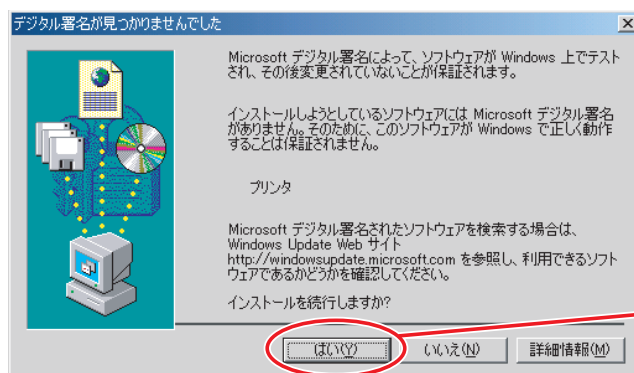 デジタル署名が見つかりませんでした
Microsoft デジタル署名によって、ソフトウェアが Windows 上でテスト
され、その後変更されていないことが保証されます。
インストールしようとしているソフトウェアには Microsoft デジタル署名
がありません。そのために、このソフトウェアが Windows で正しく動作
することは保証されません。
プリンタ
Microsoft デジタル署名されたソフトウェアを検索する場合は、
Windows Update Web サイト
http://windowsupdate.microsoft.com を参照し、利用できるソフト
ウェアであるかどうかを確認してください。
インストールを続行しますか?
はい(Y) いいえ(N) 詳細情報(M)